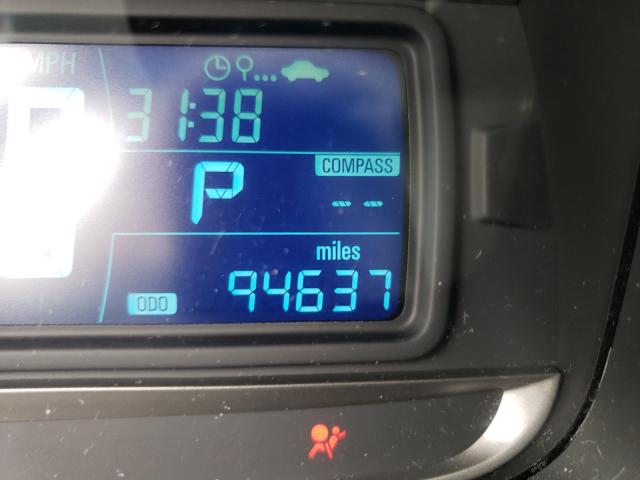 MPH
31:38
P
COMPASS
-- --
miles
ODO 94637